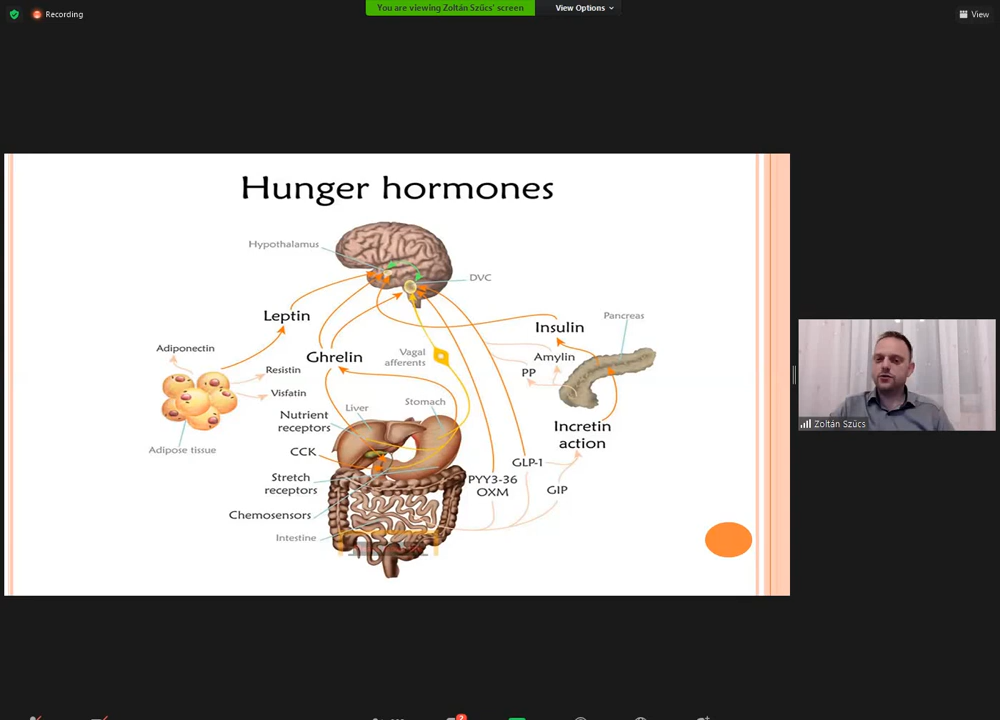 Recording
You are viewing Zoltán Szűcs' screen
View Options
View
Hunger hormones
Hypothalamus
DVC
Leptin
Insulin
Pancreas
Adiponectin
Ghrelin
Vagal
afferents
Amylin
PP
Resistin
Visfatin
Liver
Stomach
Nutrient
receptors
Incretin
action
Adipose tissue
CCK
GLP-1
Stretch
receptors
PYY3-36
OXM
GIP
Chemosensors
Intestine
Zoltán Szűcs
2